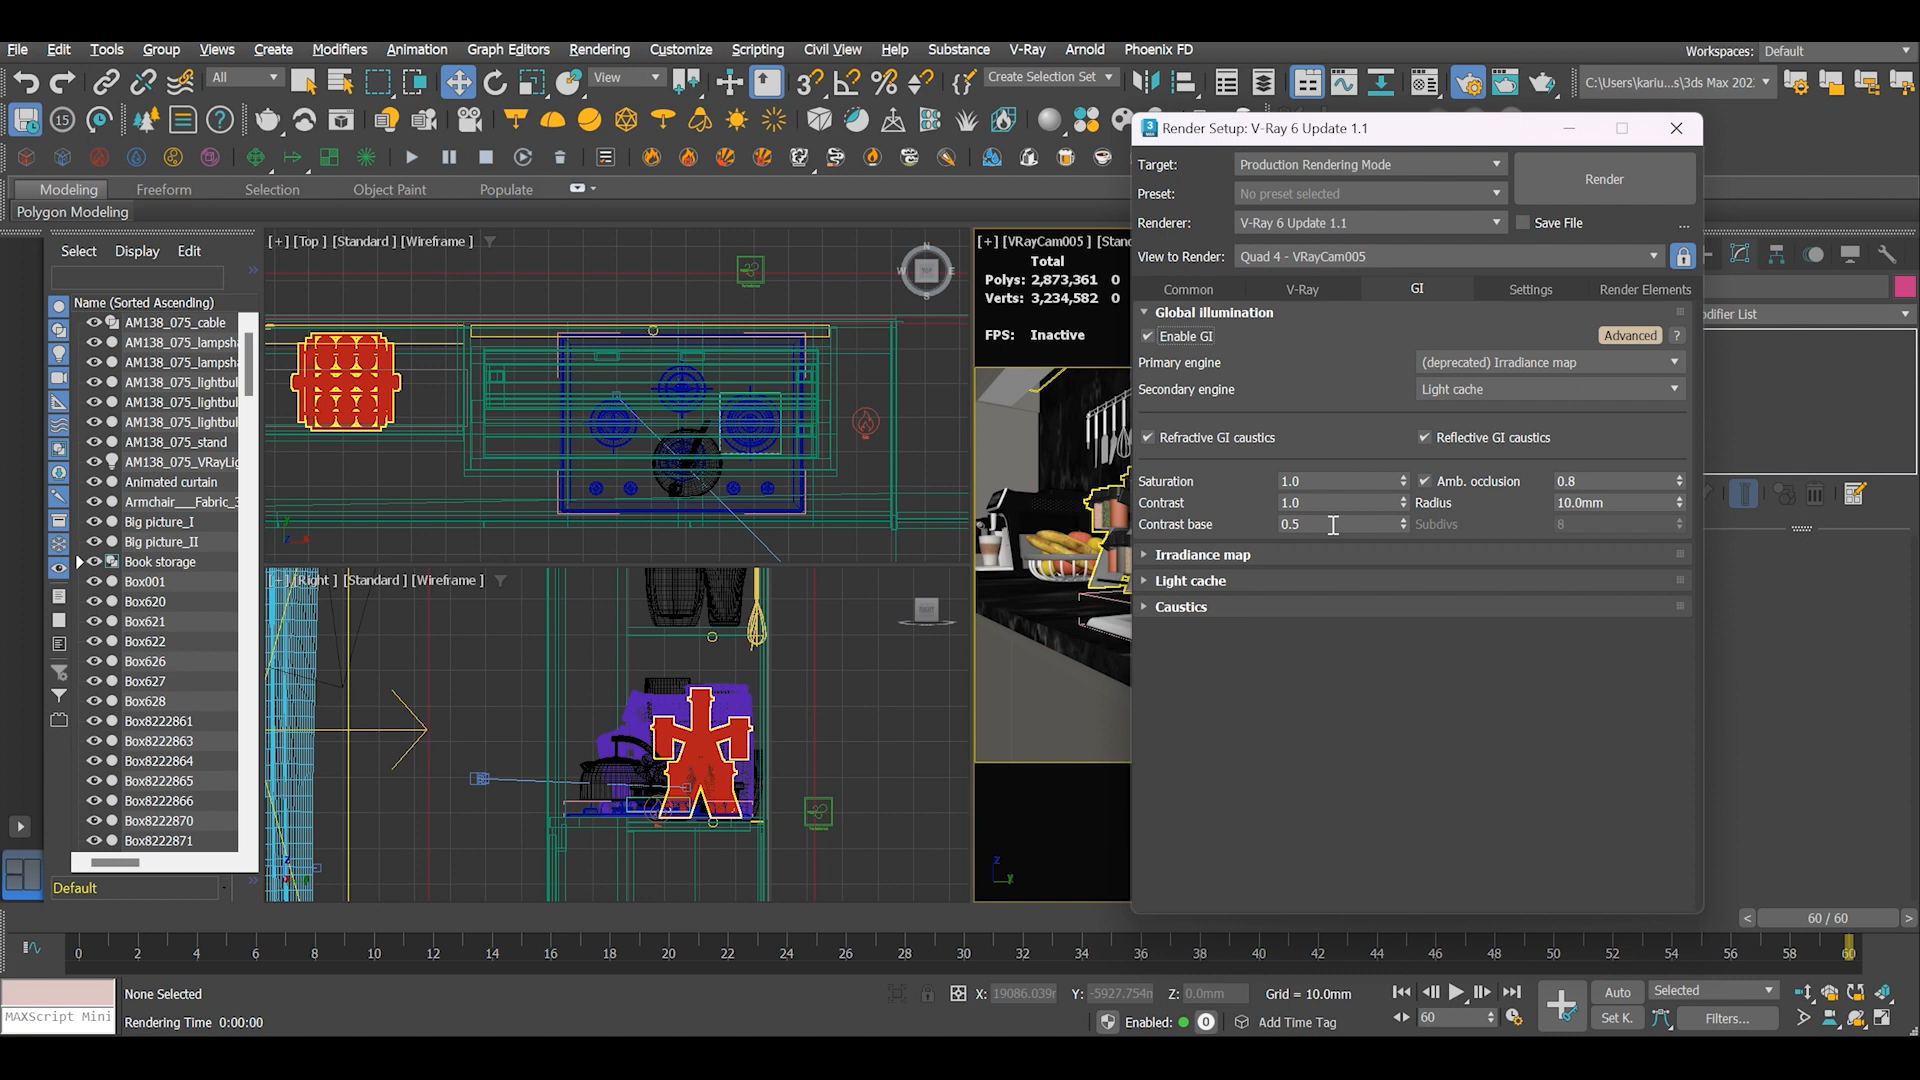 File Edit Tools Group Views Create Modifiers Animation Graph Editors Rendering Customize Scripting Civil View Help Substance V-Ray Arnold Phoenix FD Workspaces: Default
All View Create Selection Set C:\Users\kariu...s\3ds Max 202
15
Modeling Freeform Selection Object Paint Populate
Polygon Modeling
Select Display Edit
Name (Sorted Ascending)
AM138_075_cable
AM138_075_lampsha
AM138_075_lampsha
AM138_075_lightbul
AM138_075_lightbul
AM138_075_lightbul
AM138_075_stand
AM138_075_VRayLig
Animated curtain
Armchair___Fabric_3
Big picture_I
Big picture_II
Book storage
Box001
Box620
Box621
Box622
Box626
Box627
Box628
Box8222861
Box8222863
Box8222864
Box8222865
Box8222866
Box8222870
Box8222871
Default
[+] [Top ] [Standard ] [Wireframe ]
N
W TOP E
S
[Right ] [Standard ] [Wireframe ]
[+] [VRayCam005 ] [Stand
Total
Polys: 2,873,361 0
Verts: 3,234,582 0
FPS: Inactive
Render Setup: V-Ray 6 Update 1.1
Target: Production Rendering Mode
Render
Preset: No preset selected
Renderer: V-Ray 6 Update 1.1 Save File ...
View to Render: Quad 4 - VRayCam005
Common V-Ray GI Settings Render Elements
Global illumination
Enable GI Advanced ?
Primary engine (deprecated) Irradiance map
Secondary engine Light cache
Refractive GI caustics Reflective GI caustics
Saturation 1.0 Amb. occlusion 0.8
Contrast 1.0 Radius 10.0mm
Contrast base 0.5 Subdivs 8
Irradiance map
Light cache
Caustics
difier List
< 60 / 60 >
0 2 4 6 8 10 12 14 16 18 20 22 24 26 28 30 32 34 36 38 40 42 44 46 48 50 52 54 56 58 60
None Selected X: 19086.039r Y: -5927.754n Z: 0.0mm Grid = 10.0mm Auto Selected
MAXScript Mini Rendering Time 0:00:00 Enabled: 0 Add Time Tag 60 Set K. Filters...